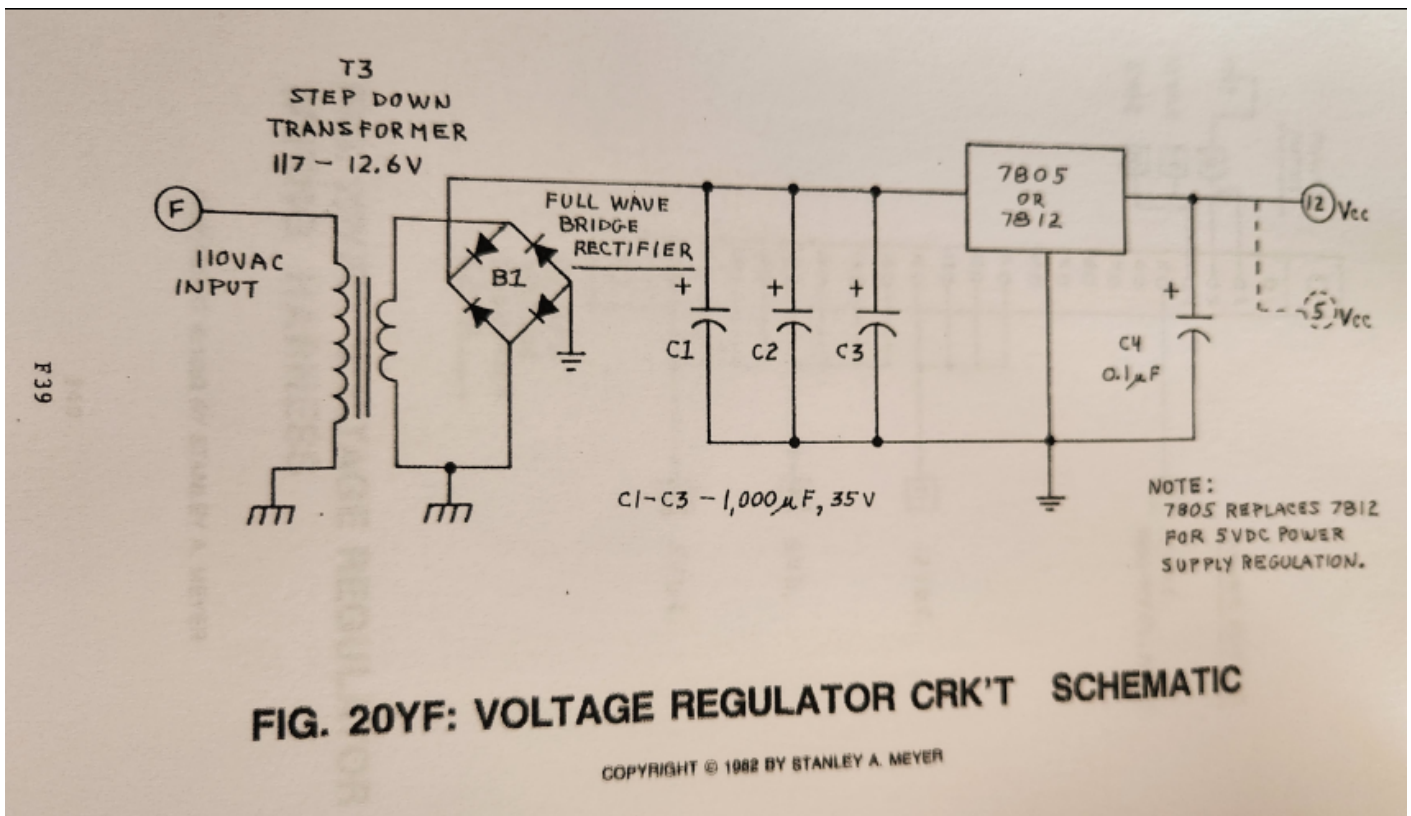 T3
STEP DOWN
TRANSFORMER
117 - 12.6V
F
110VAC
INPUT
FULL WAVE
BRIDGE
RECTIFIER
B1
+
C1
+
C2
+
C3
7805
OR
7812
12 Vcc
5 Vcc
+
C4
0.1µF
C1-C3 - 1,000µF, 35V
NOTE:
7805 REPLACES 7812
FOR 5VDC POWER
SUPPLY REGULATION.
F39
FIG. 20YF: VOLTAGE REGULATOR CRK'T SCHEMATIC
COPYRIGHT © 1982 BY STANLEY A. MEYER